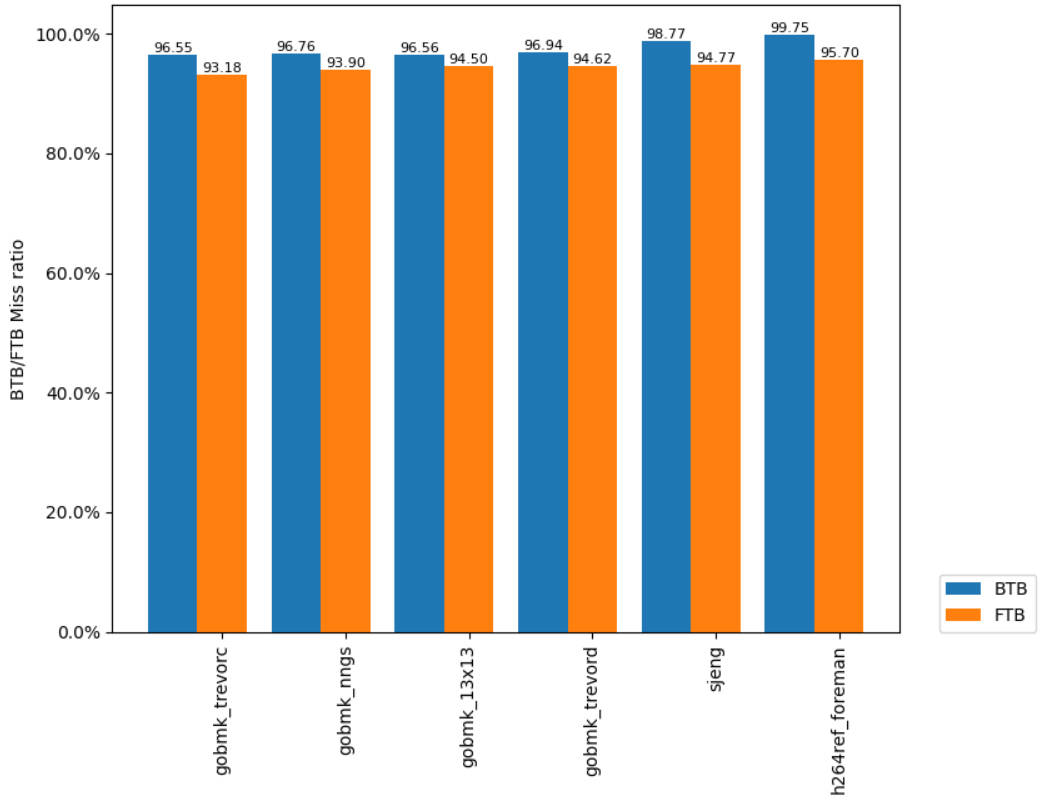 100.0%
80.0%
60.0%
40.0%
20.0%
0.0%
BTB/FTB Miss ratio
96.55
93.18
96.76
93.90
96.56
94.50
96.94
94.62
98.77
94.77
99.75
95.70
gobmk_trevorc
gobmk_nngs
gobmk_13x13
gobmk_trevord
sjeng
h264ref_foreman
BTB
FTB